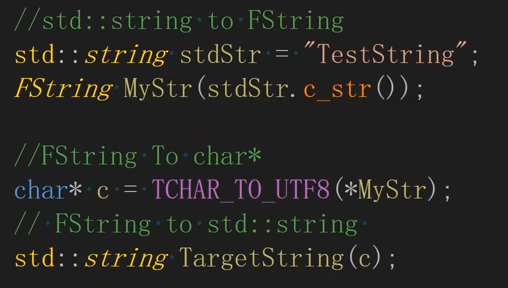 //std::string to FString
std::string stdStr = "TestString";
FString MyStr(stdStr.c_str());
//FString To char*
char* c = TCHAR_TO_UTF8(*MyStr);
// FString to std::string
std::string TargetString(c);